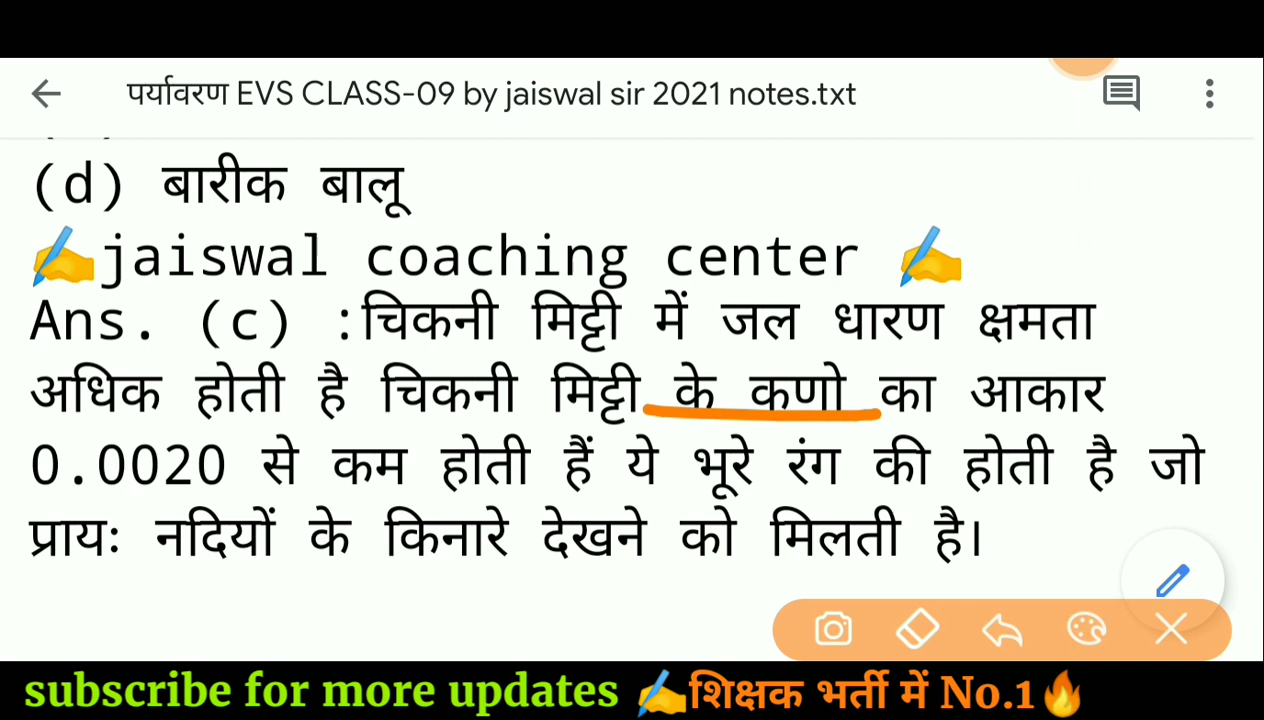 पर्यावरण EVS CLASS-09 by jaiswal sir 2021 notes.txt
(d) बारीक बालू
✍jaiswal coaching center ✍
Ans. (c) :चिकनी मिट्टी में जल धारण क्षमता
अधिक होती है चिकनी मिट्टी के कणो का आकार
0.0020 से कम होती हैं ये भूरे रंग की होती है जो
प्रायः नदियों के किनारे देखने को मिलती है।
subscribe for more updates ✍शिक्षक भर्ती में No.1🔥